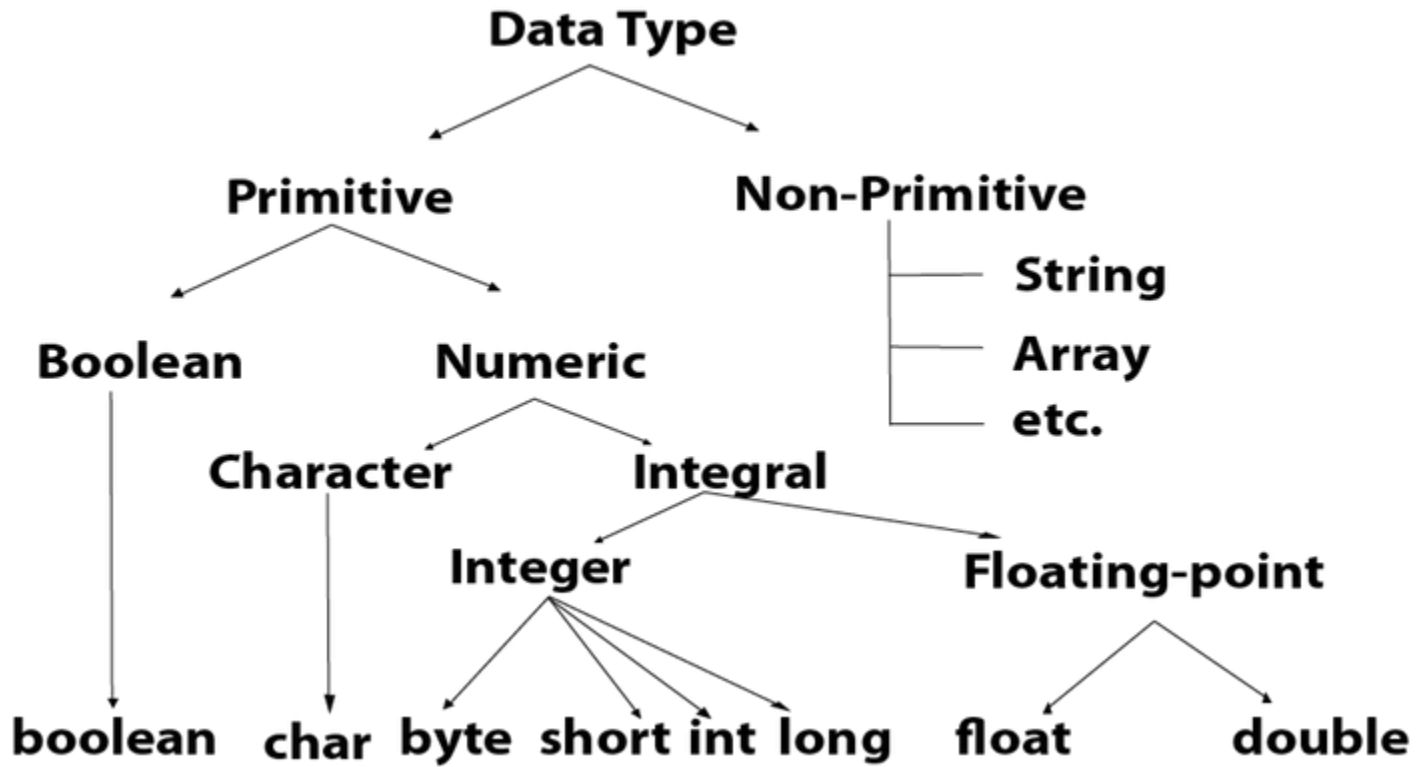 Data Type
Primitive
Non-Primitive
String
Array
etc.
Boolean
Numeric
Character
Integral
Integer
Floating-point
boolean
char
byte
short
int
long
float
double